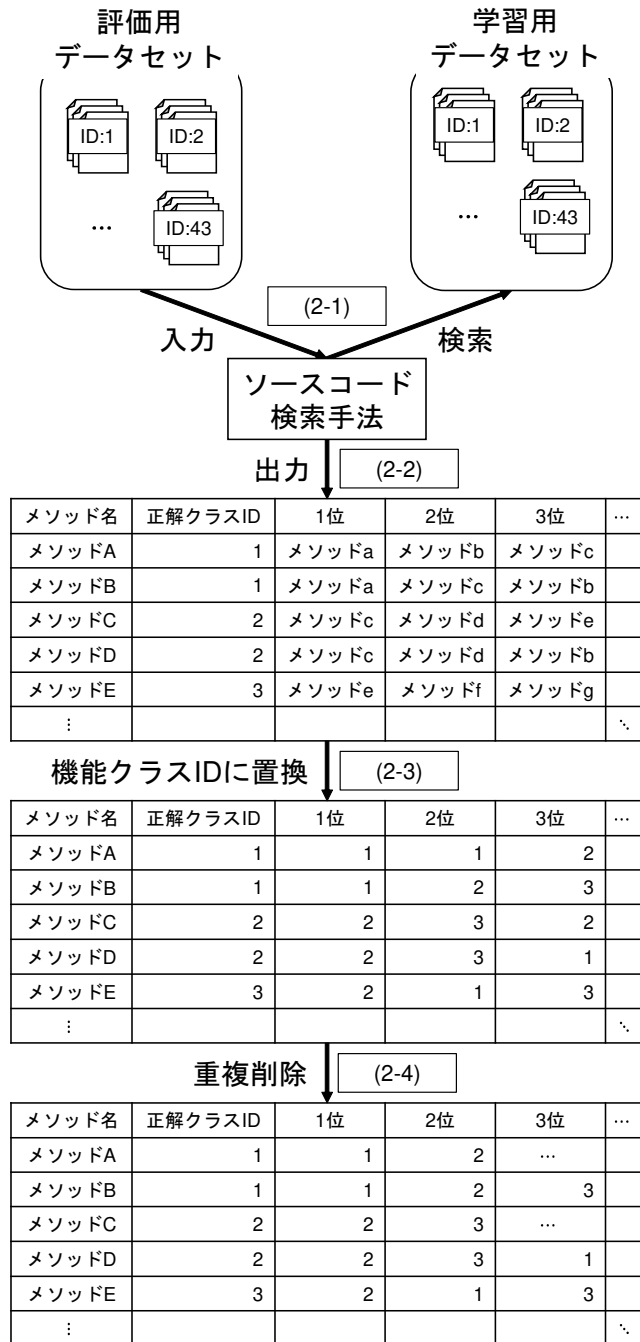 評価用
データセット
学習用
データセット
ID:1
ID:2
…
ID:43
ID:1
ID:2
…
ID:43
(2-1)
入力
検索
ソースコード
検索手法
出力
(2-2)
メソッド名 正解クラスID 1位 2位 3位 …
メソッドA 1 メソッドa メソッドb メソッドc
メソッドB 1 メソッドa メソッドc メソッドb
メソッドC 2 メソッドc メソッドd メソッドe
メソッドD 2 メソッドc メソッドd メソッドb
メソッドE 3 メソッドe メソッドf メソッドg
⋮ ⋱
機能クラスIDに置換
(2-3)
メソッド名 正解クラスID 1位 2位 3位 …
メソッドA 1 1 1 2
メソッドB 1 1 2 3
メソッドC 2 2 3 2
メソッドD 2 2 3 1
メソッドE 3 2 1 3
⋮ ⋱
重複削除
(2-4)
メソッド名 正解クラスID 1位 2位 3位 …
メソッドA 1 1 2 …
メソッドB 1 1 2 3
メソッドC 2 2 3 …
メソッドD 2 2 3 1
メソッドE 3 2 1 3
⋮ ⋱